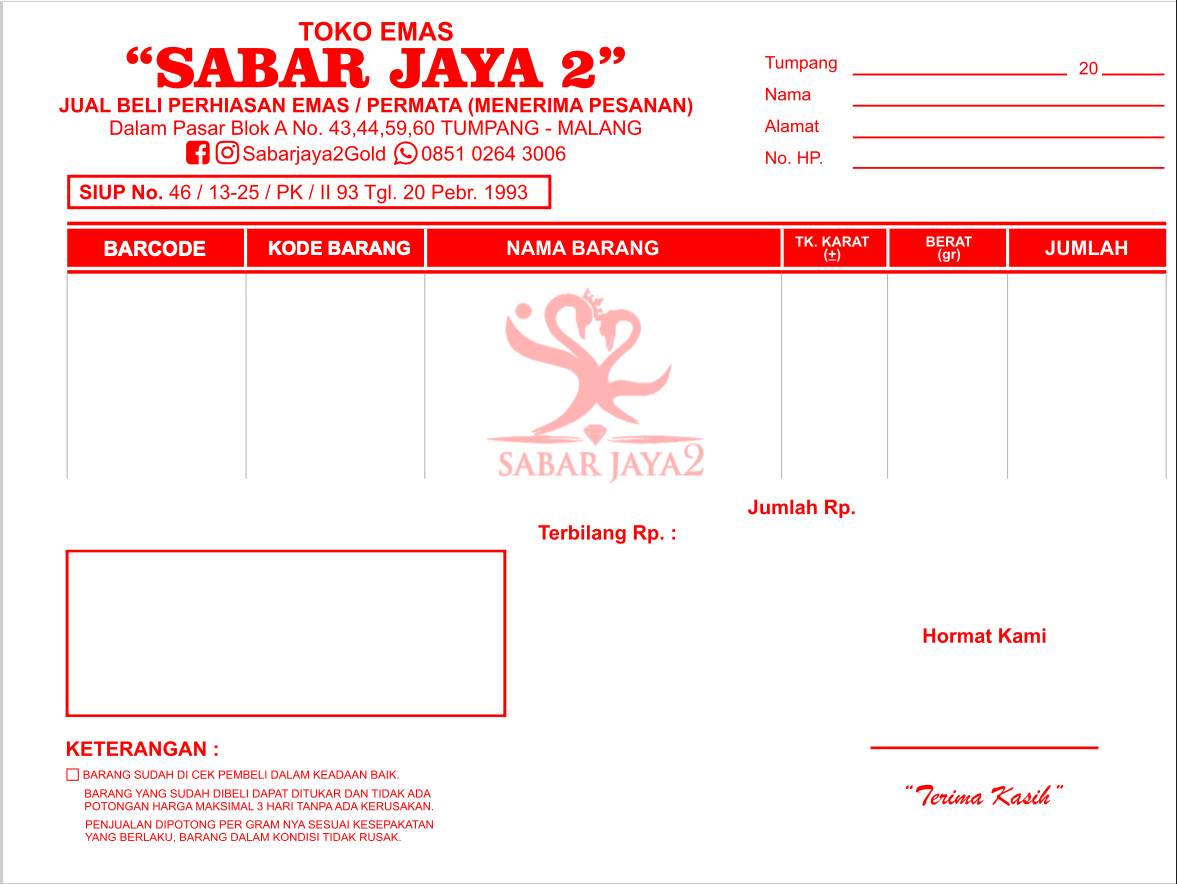 TOKO EMAS
“SABAR JAYA 2”
JUAL BELI PERHIASAN EMAS / PERMATA (MENERIMA PESANAN)
Dalam Pasar Blok A No. 43,44,59,60 TUMPANG - MALANG
Sabarjaya2Gold 0851 0264 3006
SIUP No. 46 / 13-25 / PK / II 93 Tgl. 20 Pebr. 1993
Tumpang 20
Nama
Alamat
No. HP.
BARCODE KODE BARANG NAMA BARANG TK. KARAT (±) BERAT (gr) JUMLAH
SABAR JAYA2
Jumlah Rp.
Terbilang Rp. :
Hormat Kami
KETERANGAN :
BARANG SUDAH DI CEK PEMBELI DALAM KEADAAN BAIK.
BARANG YANG SUDAH DIBELI DAPAT DITUKAR DAN TIDAK ADA
POTONGAN HARGA MAKSIMAL 3 HARI TANPA ADA KERUSAKAN.
PENJUALAN DIPOTONG PER GRAM NYA SESUAI KESEPAKATAN
YANG BERLAKU, BARANG DALAM KONDISI TIDAK RUSAK.
“Terima Kasih”